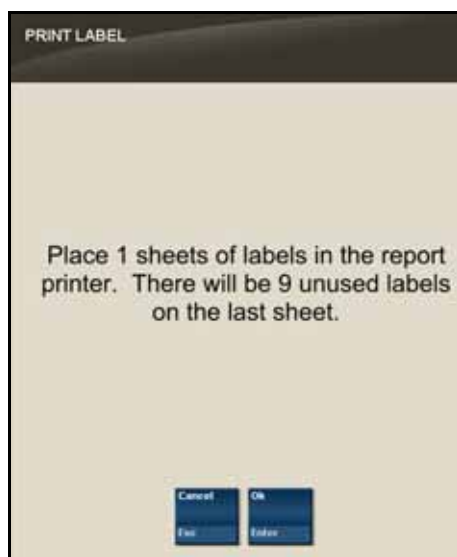 PRINT LABEL
Place 1 sheets of labels in the report
printer. There will be 9 unused labels
on the last sheet.
Cancel Ok
Esc Enter